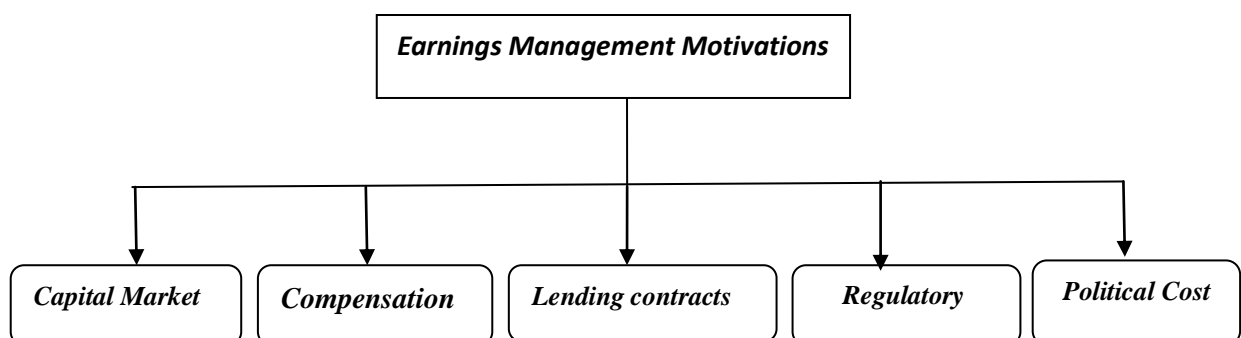 Earnings Management Motivations
Capital Market
Compensation
Lending contracts
Regulatory
Political Cost